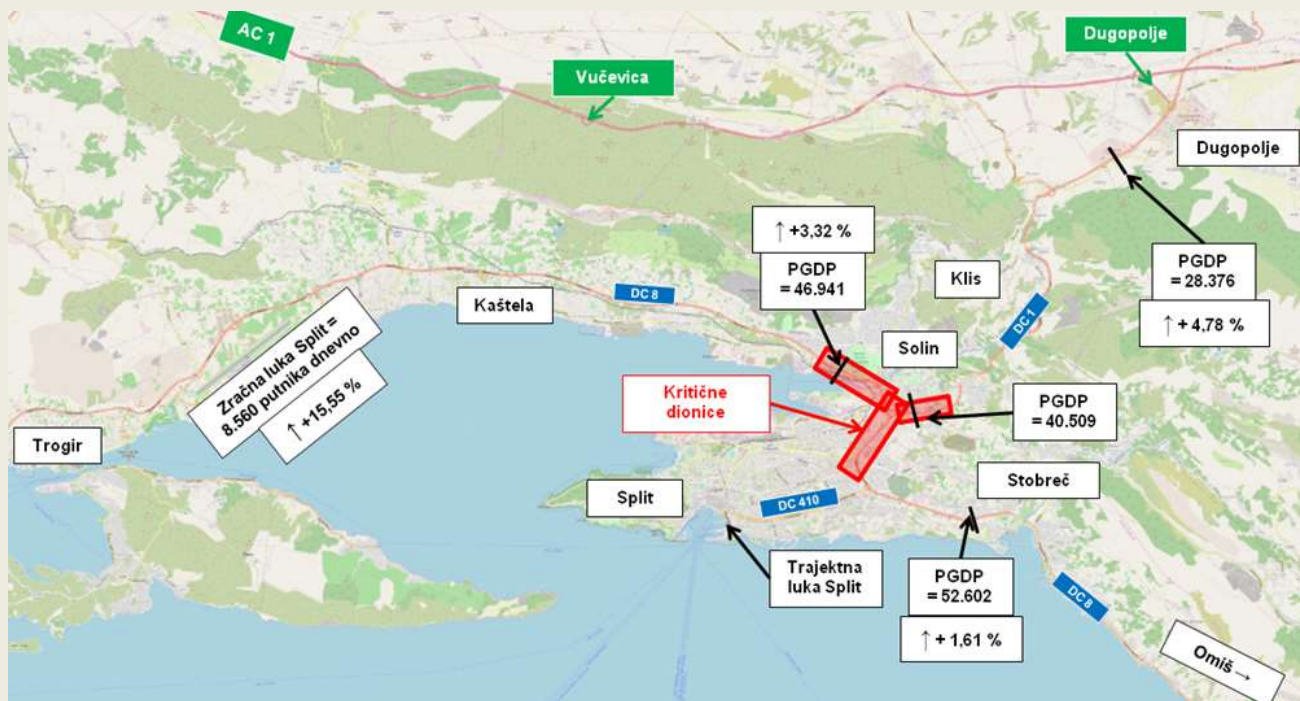 AC 1
Vučevica
Dugopolje
Dugopolje
↑ +3,32 %
PGDP
= 46.941
Klis
PGDP
= 28.376
↑ + 4,78 %
Kaštela
DC 8
DC 1
Solin
Zračna luka Split =
8.560 putnika dnevno
↑ +15,55 %
Kritične
dionice
PGDP
= 40.509
Trogir
Stobreč
Split
DC 410
Trajektna
luka Split
PGDP
= 52.602
↑ + 1,61 %
DC 8
Omiš →